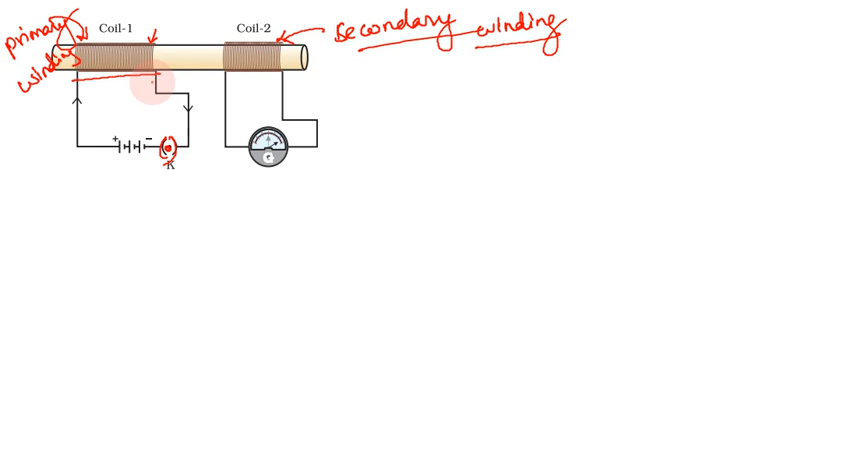 Coil-1
Coil-2
primary
winding
secondary winding
+
−
K
G